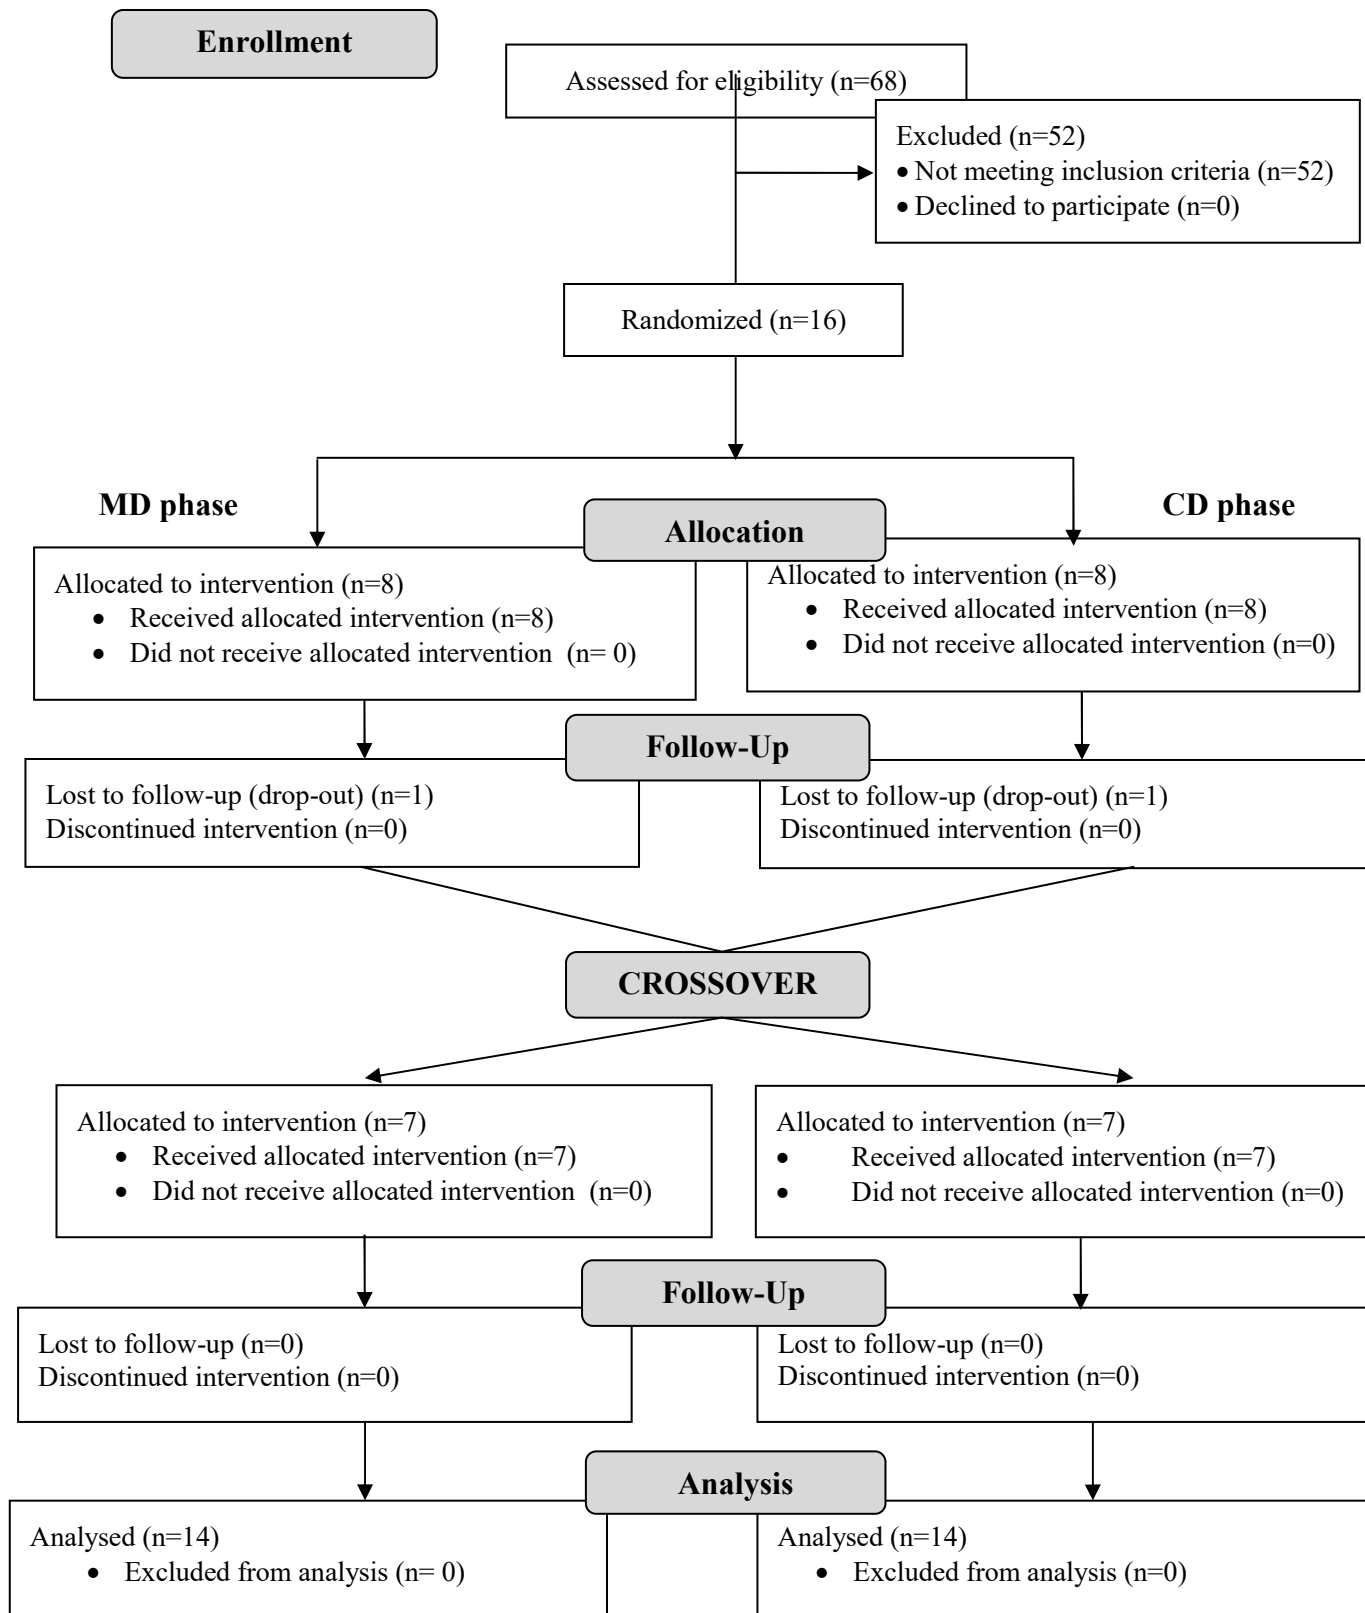 Enrollment
Assessed for eligibility (n=68)
Excluded (n=52)
• Not meeting inclusion criteria (n=52)
• Declined to participate (n=0)
Randomized (n=16)
MD phase
CD phase
Allocation
Allocated to intervention (n=8)
• Received allocated intervention (n=8)
• Did not receive allocated intervention (n= 0)
Allocated to intervention (n=8)
• Received allocated intervention (n=8)
• Did not receive allocated intervention (n=0)
Follow-Up
Lost to follow-up (drop-out) (n=1)
Discontinued intervention (n=0)
Lost to follow-up (drop-out) (n=1)
Discontinued intervention (n=0)
CROSSOVER
Allocated to intervention (n=7)
• Received allocated intervention (n=7)
• Did not receive allocated intervention (n=0)
Allocated to intervention (n=7)
• Received allocated intervention (n=7)
• Did not receive allocated intervention (n=0)
Follow-Up
Lost to follow-up (n=0)
Discontinued intervention (n=0)
Lost to follow-up (n=0)
Discontinued intervention (n=0)
Analysis
Analysed (n=14)
• Excluded from analysis (n= 0)
Analysed (n=14)
• Excluded from analysis (n=0)